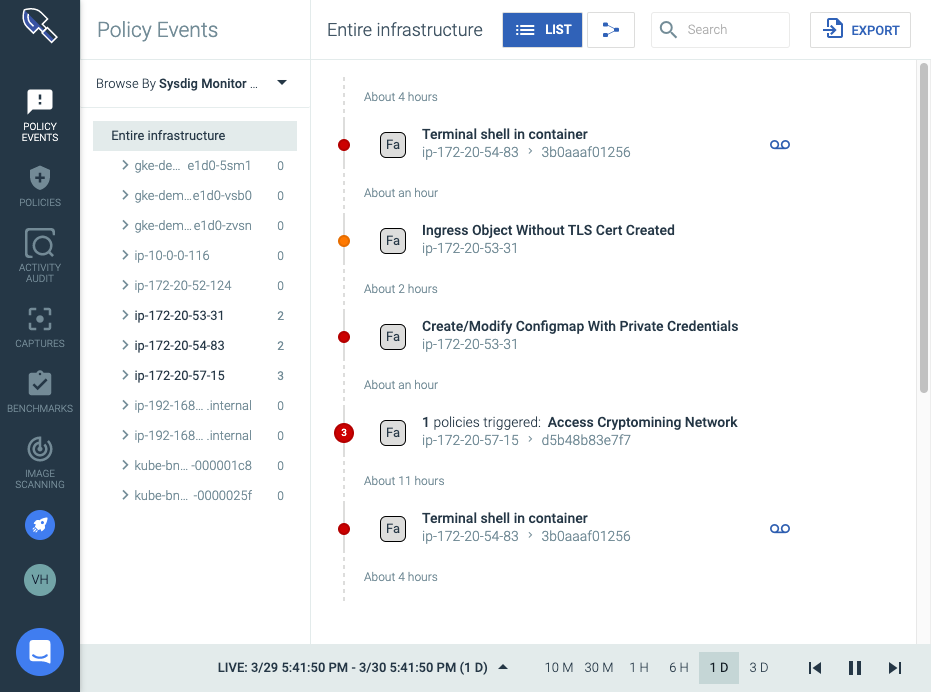 Policy Events
Entire infrastructure
LIST
Search
EXPORT
POLICY
EVENTS
POLICIES
ACTIVITY
AUDIT
CAPTURES
BENCHMARKS
IMAGE
SCANNING
VH
Browse By Sysdig Monitor ...
Entire infrastructure
gke-de... e1d0-5sm1 0
gke-dem...e1d0-vsb0 0
gke-dem...e1d0-zvsn 0
ip-10-0-0-116 0
ip-172-20-52-124 0
ip-172-20-53-31 2
ip-172-20-54-83 2
ip-172-20-57-15 3
ip-192-168... .internal 0
ip-192-168... .internal 0
kube-bn... -000001c8 0
kube-bn... -0000025f 0
About 4 hours
Fa
Terminal shell in container
ip-172-20-54-83 > 3b0aaaf01256
About an hour
Fa
Ingress Object Without TLS Cert Created
ip-172-20-53-31
About 2 hours
Fa
Create/Modify Configmap With Private Credentials
ip-172-20-53-31
About an hour
3
Fa
1 policies triggered: Access Cryptomining Network
ip-172-20-57-15 > d5b48b83e7f7
About 11 hours
Fa
Terminal shell in container
ip-172-20-54-83 > 3b0aaaf01256
About 4 hours
LIVE: 3/29 5:41:50 PM - 3/30 5:41:50 PM (1 D)
10 M 30 M 1 H 6 H 1 D 3 D